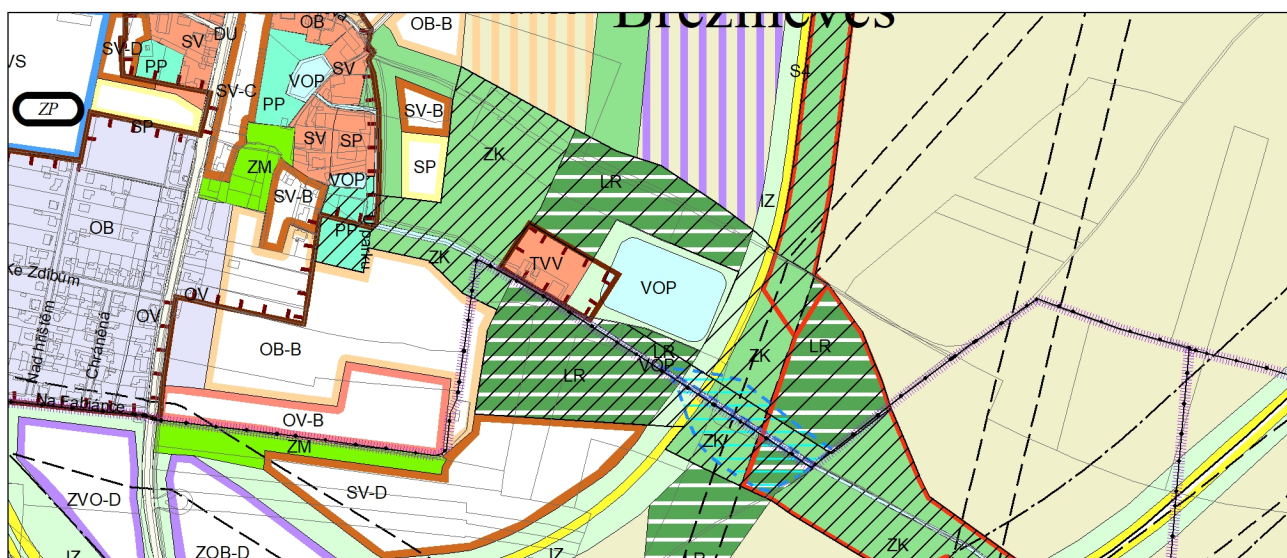 Březiněves
OB
OB-B
SV-D
SV
DU
S4
VS
PP
VOP
SV
ZP
SV-C
PP
SV-B
SP
SV
SP
ZK
SP
ZM
VOP
LR
SV-B
IZ
OB
PP
ZK
TVV
VOP
Ke Zdibům
OV
OV
Nad hřištěm
Chráněná
OB-B
LR
VOP
LR
ZK
LR
Na Fabiánce
OV-B
ZM
ZK
SV-D
ZVO-D
ZOB-D
IZ
IZ
ZK